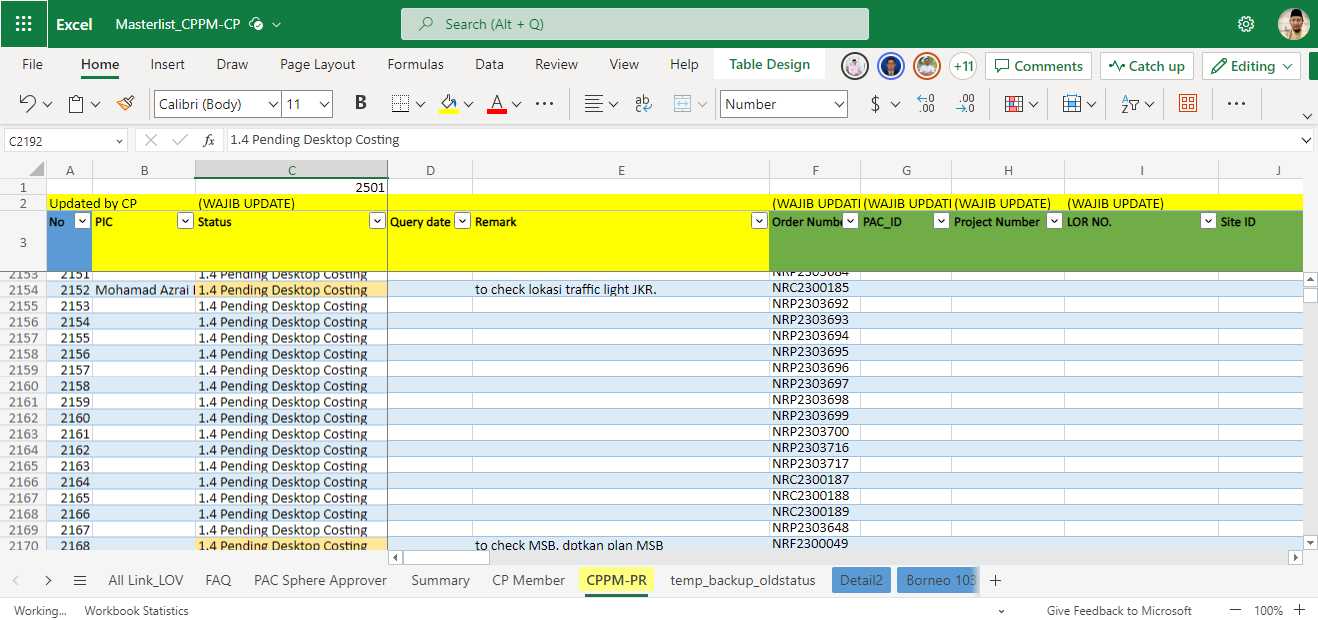 Excel Masterlist_CPPM-CP Search (Alt + Q)
File Home Insert Draw Page Layout Formulas Data Review View Help Table Design +11 Comments Catch up Editing
Calibri (Body) 11 B A ab Number $ .00 .00
C2192 fx 1.4 Pending Desktop Costing
A B C D E F G H I J
1 2501
2 Updated by CP (WAJIB UPDATE) (WAJIB UPDATI (WAJIB UPDATI (WAJIB UPDATE) (WAJIB UPDATE)
3 No PIC Status Query date Remark Order Numbe PAC_ID Project Number LOR NO. Site ID
2153 2151 1.4 Pending Desktop Costing NRP2303684
2154 2152 Mohamad Azrai 1.4 Pending Desktop Costing to check lokasi traffic light JKR. NRC2300185
2155 2153 1.4 Pending Desktop Costing NRP2303692
2156 2154 1.4 Pending Desktop Costing NRP2303693
2157 2155 1.4 Pending Desktop Costing NRP2303694
2158 2156 1.4 Pending Desktop Costing NRP2303695
2159 2157 1.4 Pending Desktop Costing NRP2303696
2160 2158 1.4 Pending Desktop Costing NRP2303697
2161 2159 1.4 Pending Desktop Costing NRP2303698
2162 2160 1.4 Pending Desktop Costing NRP2303699
2163 2161 1.4 Pending Desktop Costing NRP2303700
2164 2162 1.4 Pending Desktop Costing NRP2303716
2165 2163 1.4 Pending Desktop Costing NRP2303717
2166 2164 1.4 Pending Desktop Costing NRC2300187
2167 2165 1.4 Pending Desktop Costing NRC2300188
2168 2166 1.4 Pending Desktop Costing NRC2300189
2169 2167 1.4 Pending Desktop Costing NRP2303648
2170 2168 1.4 Pending Desktop Costing to check MSB. dptkan plan MSB NRF2300049
All Link_LOV FAQ PAC Sphere Approver Summary CP Member CPPM-PR temp_backup_oldstatus Detail2 Borneo 103
Working... Workbook Statistics Give Feedback to Microsoft 100%